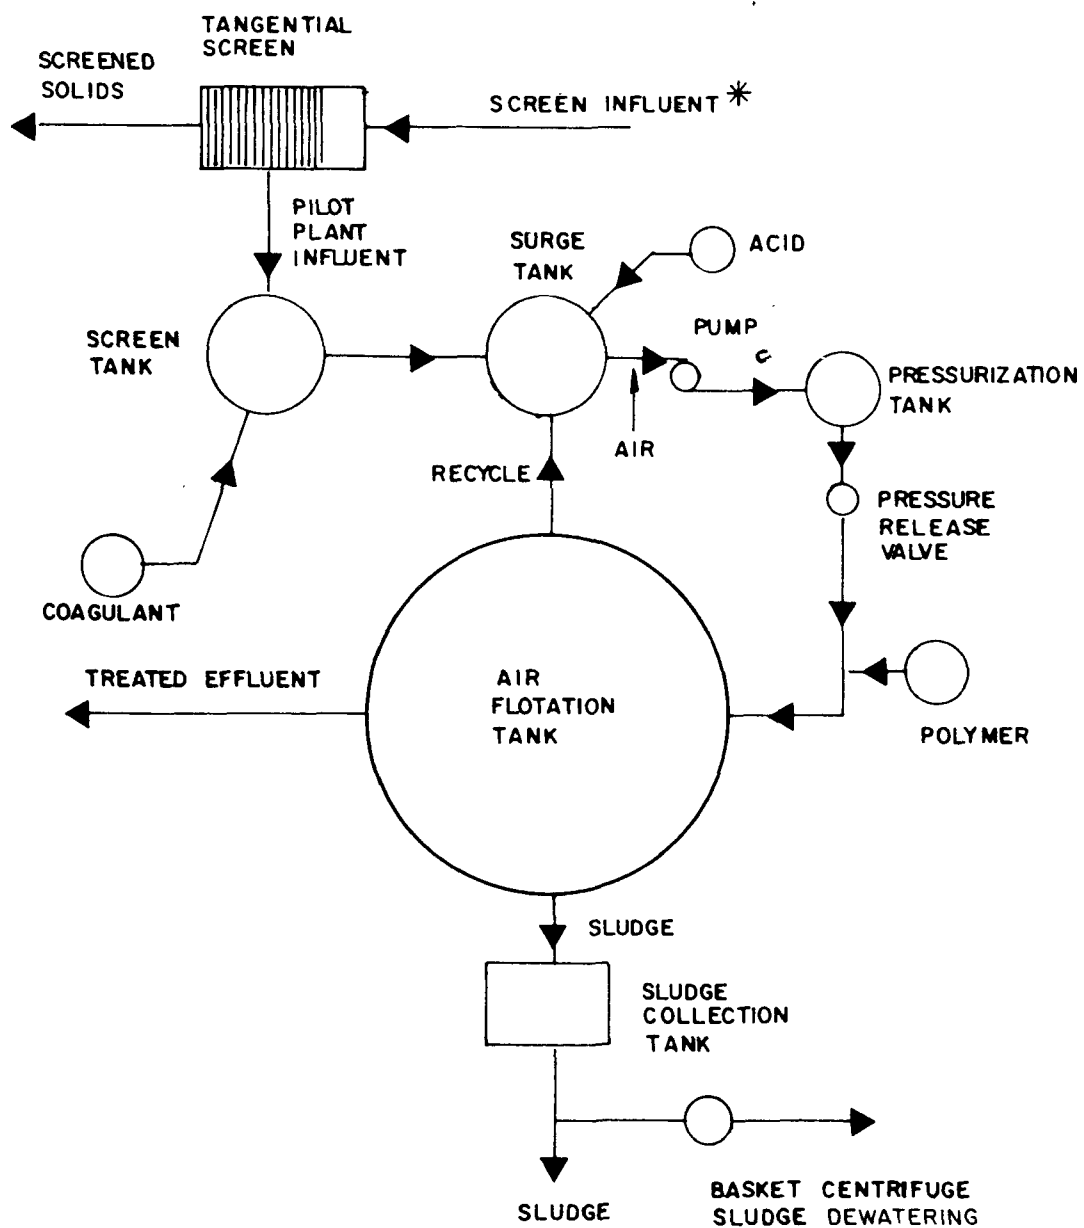 TANGENTIAL
SCREEN
SCREENED
SOLIDS
SCREEN INFLUENT*
PILOT
PLANT
INFLUENT
SURGE
TANK
ACID
SCREEN
TANK
PUMP
PRESSURIZATION
TANK
AIR
RECYCLE
PRESSURE
RELEASE
VALVE
COAGULANT
TREATED EFFLUENT
AIR
FLOTATION
TANK
POLYMER
SLUDGE
SLUDGE
COLLECTION
TANK
SLUDGE
BASKET CENTRIFUGE
SLUDGE DEWATERING